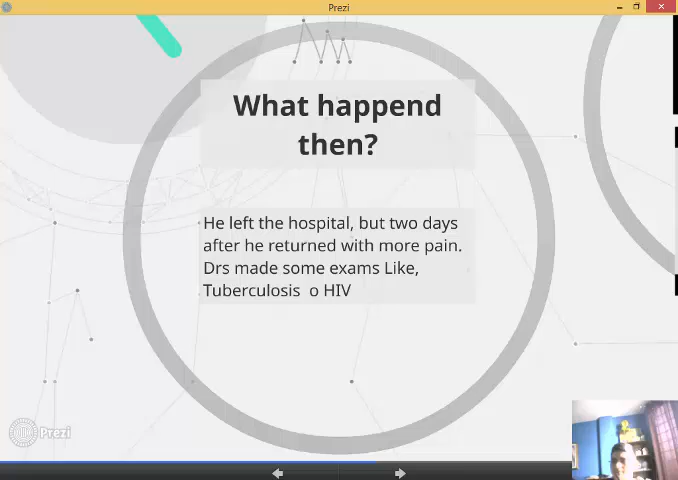 Prezi
What happend
then?
He left the hospital, but two days
after he returned with more pain.
Drs made some exams Like,
Tuberculosis  o HIV
Prezi